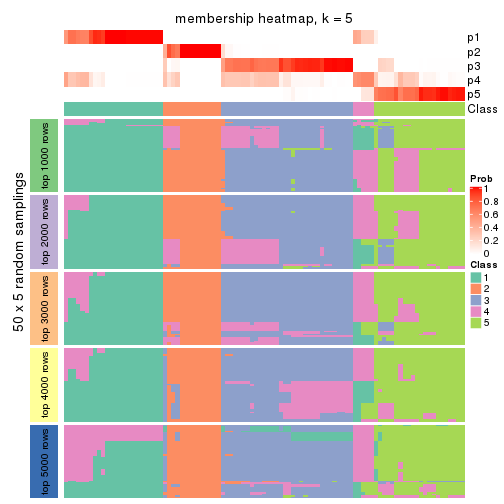 membership heatmap, k = 5
p1
p2
p3
p4
p5
Class
50 x 5 random samplings
top 1000 rows
top 2000 rows
top 3000 rows
top 4000 rows
top 5000 rows
Prob
1
0.8
0.6
0.4
0.2
0
Class
1
2
3
4
5